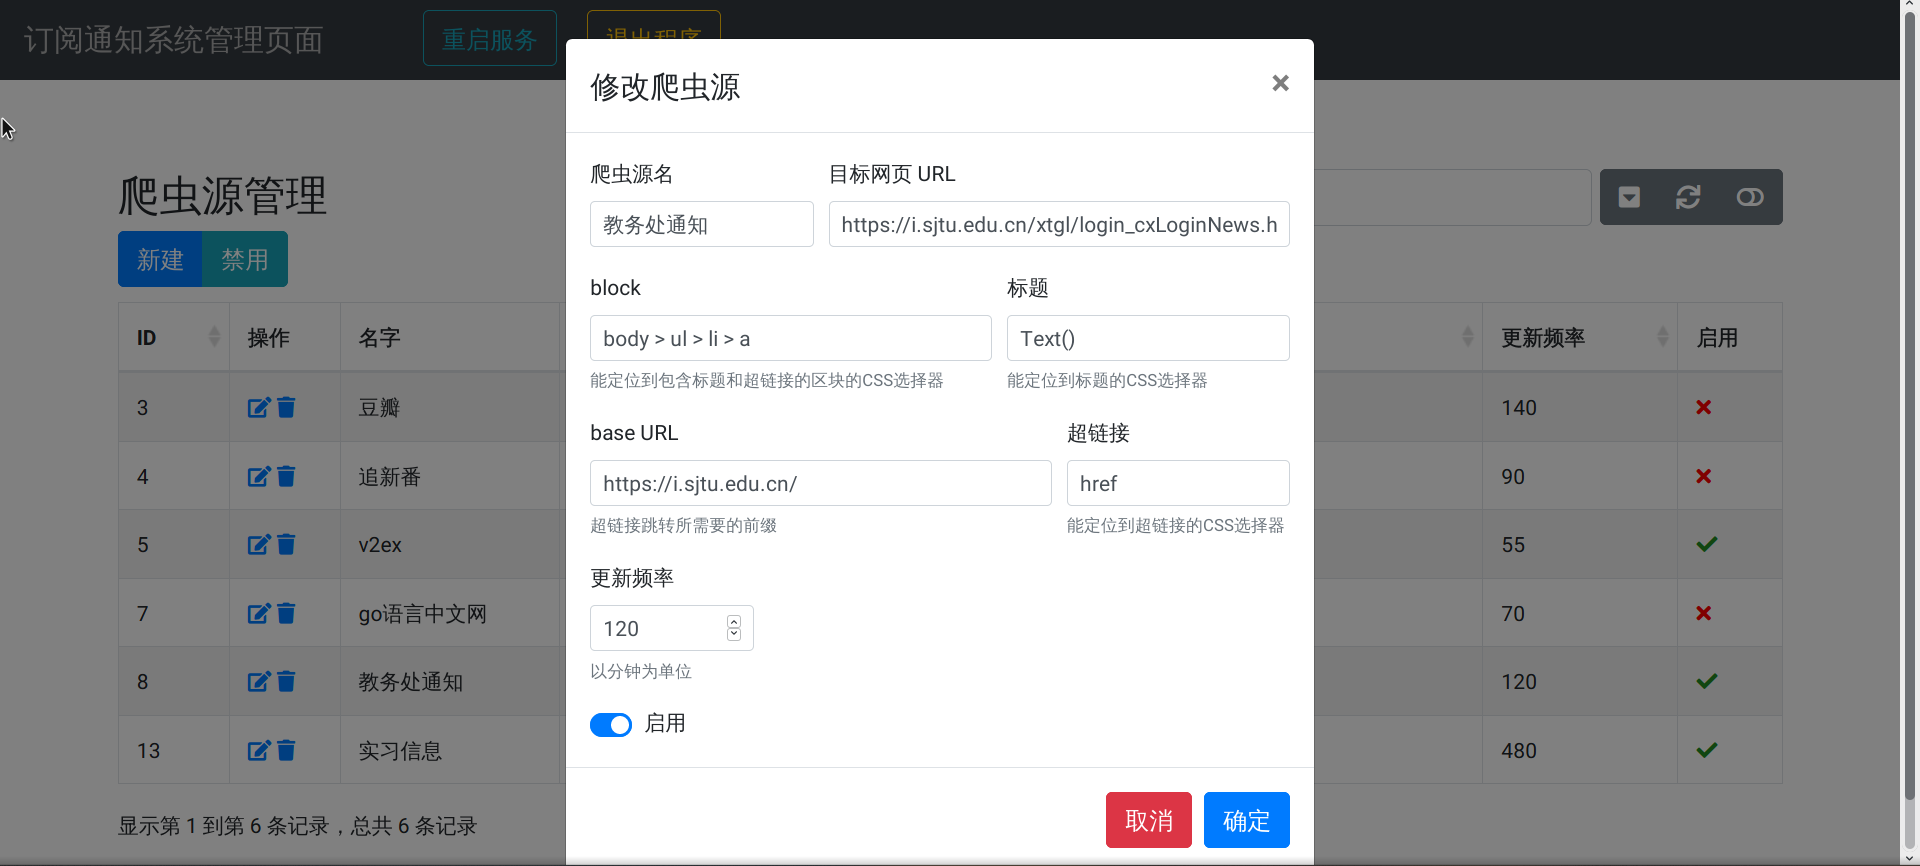 订阅通知系统管理页面
重启服务
退出程序
修改爬虫源
×
爬虫源名
目标网页 URL
教务处通知
https://i.sjtu.edu.cn/xtgl/login_cxLoginNews.h
block
标题
body > ul > li > a
Text()
能定位到包含标题和超链接的区块的CSS选择器
能定位到标题的CSS选择器
base URL
超链接
https://i.sjtu.edu.cn/
href
超链接跳转所需要的前缀
能定位到超链接的CSS选择器
更新频率
120
以分钟为单位
启用
取消
确定
爬虫源管理
新建
禁用
ID 操作 名字 更新频率 启用
3 豆瓣 140
4 追新番 90
5 v2ex 55
7 go语言中文网 70
8 教务处通知 120
13 实习信息 480
显示第 1 到第 6 条记录，总共 6 条记录